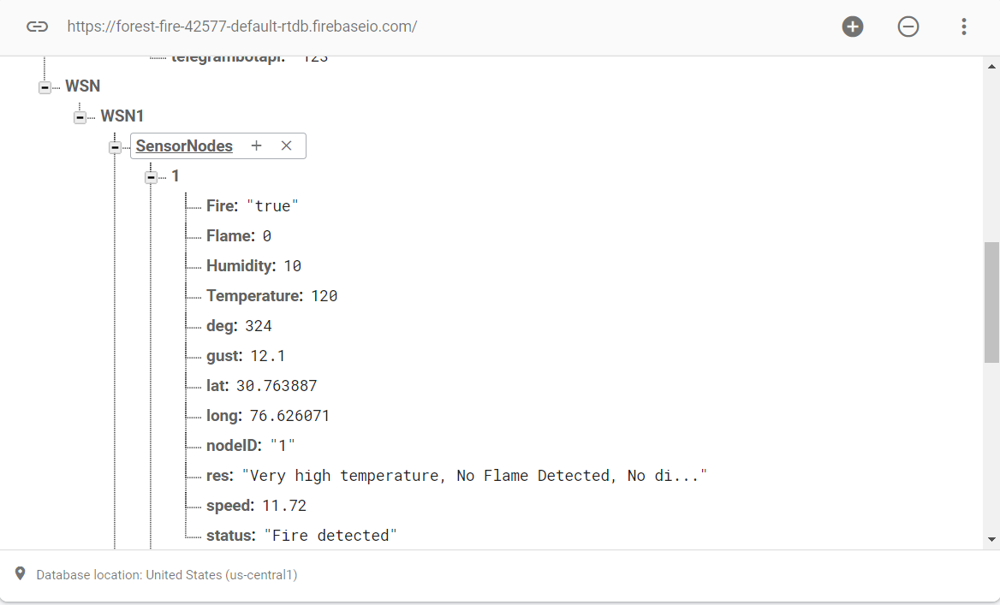 https://forest-fire-42577-default-rtdb.firebaseio.com/
telegrambotapi: "123
WSN
WSN1
SensorNodes
1
Fire: "true"
Flame: 0
Humidity: 10
Temperature: 120
deg: 324
gust: 12.1
lat: 30.763887
long: 76.626071
nodeID: "1"
res: "Very high temperature, No Flame Detected, No di..."
speed: 11.72
status: "Fire detected"
Database location: United States (us-central1)